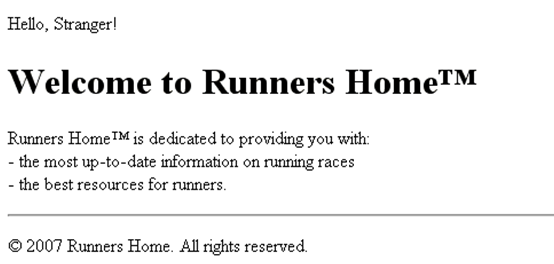 Hello, Stranger!
Welcome to Runners Home™
Runners Home™ is dedicated to providing you with:
- the most up-to-date information on running races
- the best resources for runners.
© 2007 Runners Home. All rights reserved.